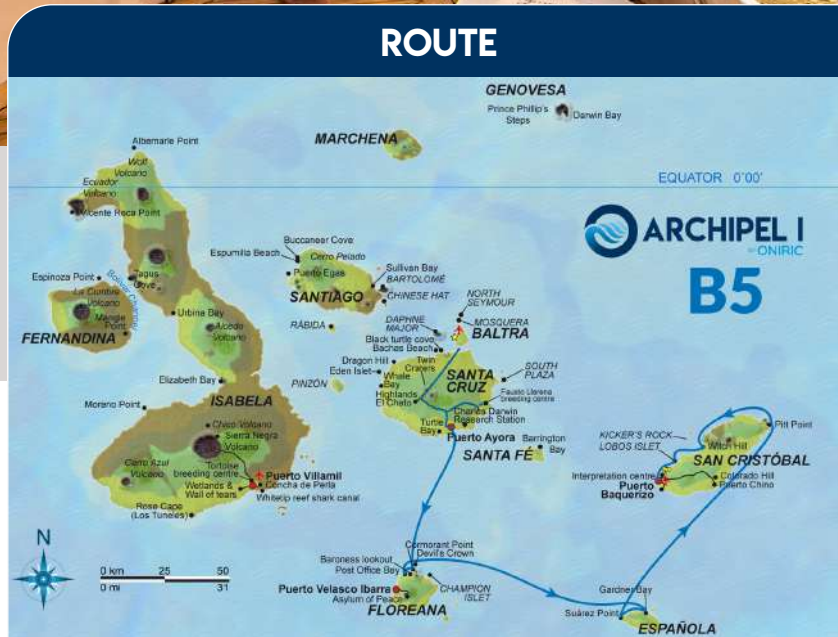 ROUTE
GENOVESA
Prince Phillip's
Steps
Darwin Bay
MARCHENA
Albemarle Point
Wolf
Volcano
Ecuador
Volcano
Vicente Roca Point
EQUATOR 0°00'
ARCHIPEL I
BY ONIRIC
B5
Buccaneer Cove
Cerro Pelado
Espumilla Beach
Puerto Egas
Sullivan Bay
BARTOLOMÉ
SANTIAGO
CHINESE HAT
Espinoza Point
Tagus
Cove
Bolivar Channel
La Cumbre
Volcano
Mangle
Point
FERNANDINA
Urbina Bay
Alcedo
Volcano
RÁBIDA
NORTH
SEYMOUR
DAPHNE
MAJOR
MOSQUERA
BALTRA
Black turtle cove
Bachas Beach
Dragon Hill
Eden Islet
Whale
Bay
Twin
Craters
SANTA
CRUZ
SOUTH
PLAZA
PINZÓN
Highlands
El Chato
Fausto Llerena
breeding centre
Charles Darwin
Research Station
Turtle
Bay
Puerto Ayora
Elizabeth Bay
ISABELA
Moreno Point
Chico Volcano
Sierra Negra
Volcano
Cerro Azul
Volcano
Tortoise
breeding centre
Puerto Villamil
Concha de Perla
Wetlands &
Wall of tears
Whitetip reef shark canal
Rose Cape
(Los Tuneles)
SANTA FÉ
Barrington
Bay
KICKER'S ROCK
LOBOS ISLET
Pitt Point
Witch Hill
SAN CRISTÓBAL
Interpretation centre
Puerto
Baquerizo
Colorado Hill
Puerto Chino
N
0 km 25 50
0 mi 31
Cormorant Point
Devil's Crown
Baroness lookout
Post Office Bay
Puerto Velasco Ibarra
Asylum of Peace
FLOREANA
CHAMPION
ISLET
Gardner Bay
Suárez Point
ESPAÑOLA